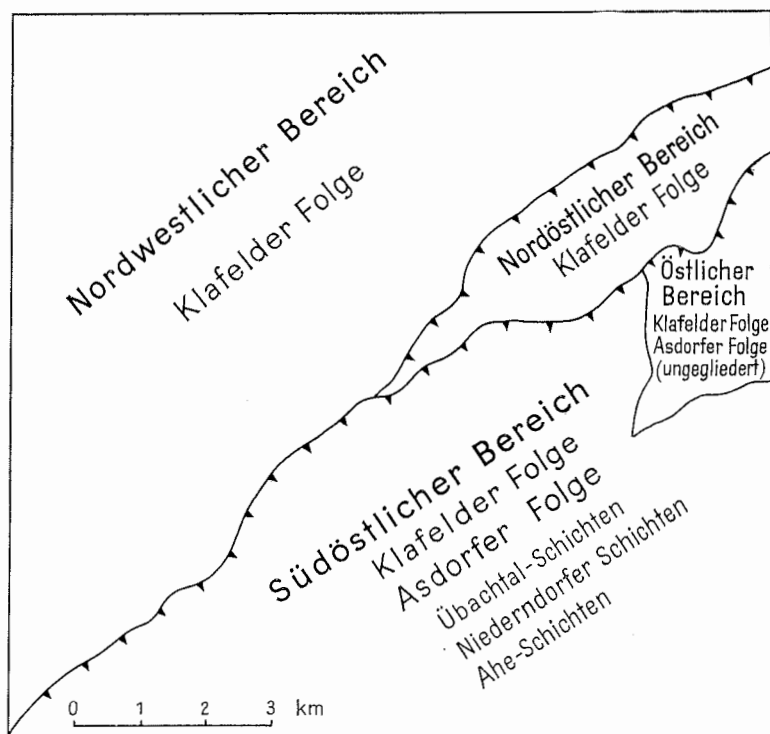 Nordwestlicher Bereich
Klafelder Folge
Nordöstlicher Bereich
Klafelder Folge
Östlicher
Bereich
Klafelder Folge
Asdorfer Folge
(ungegliedert)
Südöstlicher Bereich
Klafelder Folge
Asdorfer Folge
Übachtal-Schichten
Niederndorfer Schichten
Ahe-Schichten
0 1 2 3 km